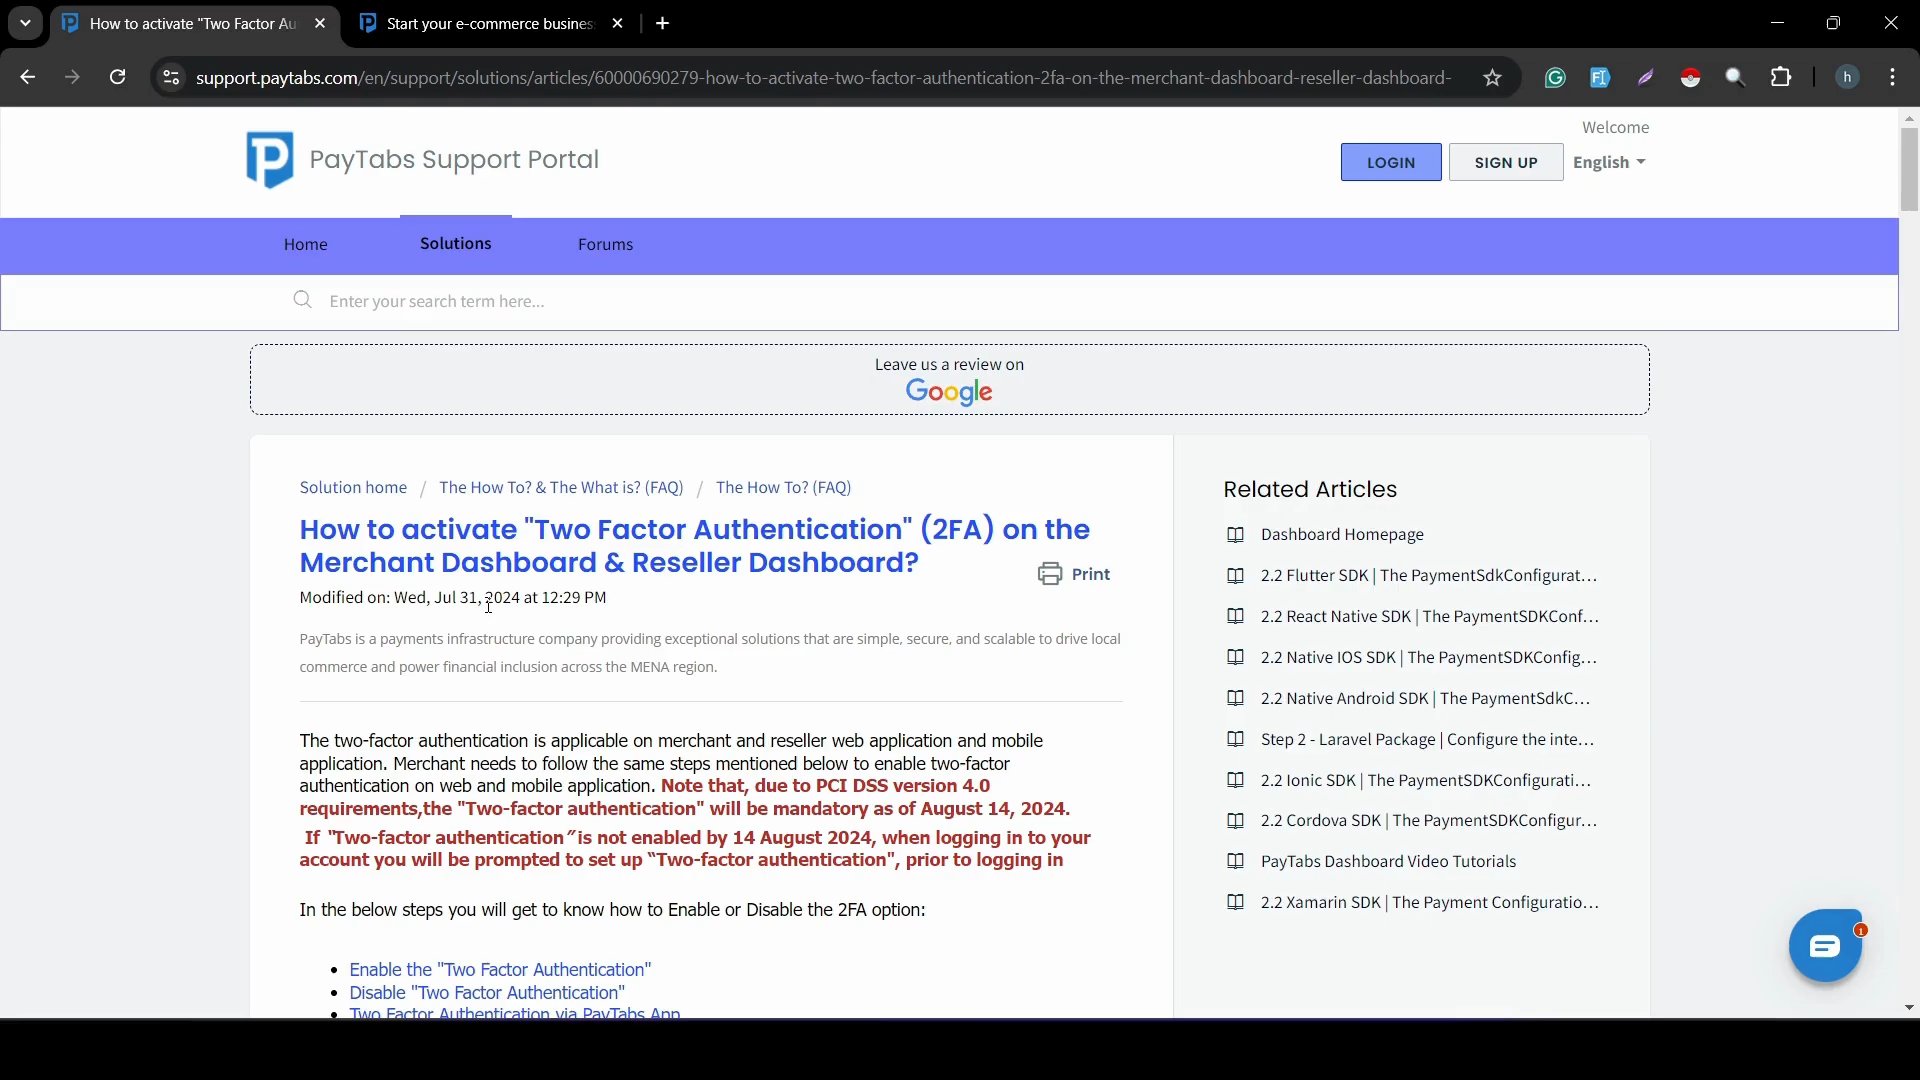 How to activate "Two Factor Au
Start your e-commerce busines
support.paytabs.com/en/support/solutions/articles/60000690279-how-to-activate-two-factor-authentication-2fa-on-the-merchant-dashboard-reseller-dashboard-
h
PayTabs Support Portal
Welcome
LOGIN
SIGN UP
English
Home
Solutions
Forums
Enter your search term here...
Leave us a review on
Google
Solution home / The How To? & The What is? (FAQ) / The How To? (FAQ)
How to activate "Two Factor Authentication" (2FA) on the
Merchant Dashboard & Reseller Dashboard?
Print
Modified on: Wed, Jul 31, 2024 at 12:29 PM
PayTabs is a payments infrastructure company providing exceptional solutions that are simple, secure, and scalable to drive local
commerce and power financial inclusion across the MENA region.
The two-factor authentication is applicable on merchant and reseller web application and mobile
application. Merchant needs to follow the same steps mentioned below to enable two-factor
authentication on web and mobile application. Note that, due to PCI DSS version 4.0
requirements,the "Two-factor authentication" will be mandatory as of August 14, 2024.
If "Two-factor authentication"is not enabled by 14 August 2024, when logging in to your
account you will be prompted to set up "Two-factor authentication", prior to logging in
In the below steps you will get to know how to Enable or Disable the 2FA option:
• Enable the "Two Factor Authentication"
• Disable "Two Factor Authentication"
• Two Factor Authentication via PayTabs App
Related Articles
Dashboard Homepage
2.2 Flutter SDK | The PaymentSdkConfigurat...
2.2 React Native SDK | The PaymentSDKConf...
2.2 Native IOS SDK | The PaymentSDKConfig...
2.2 Native Android SDK | The PaymentSdkC...
Step 2 - Laravel Package | Configure the inte...
2.2 Ionic SDK | The PaymentSDKConfigurati...
2.2 Cordova SDK | The PaymentSDKConfigur...
PayTabs Dashboard Video Tutorials
2.2 Xamarin SDK | The Payment Configuratio...
1